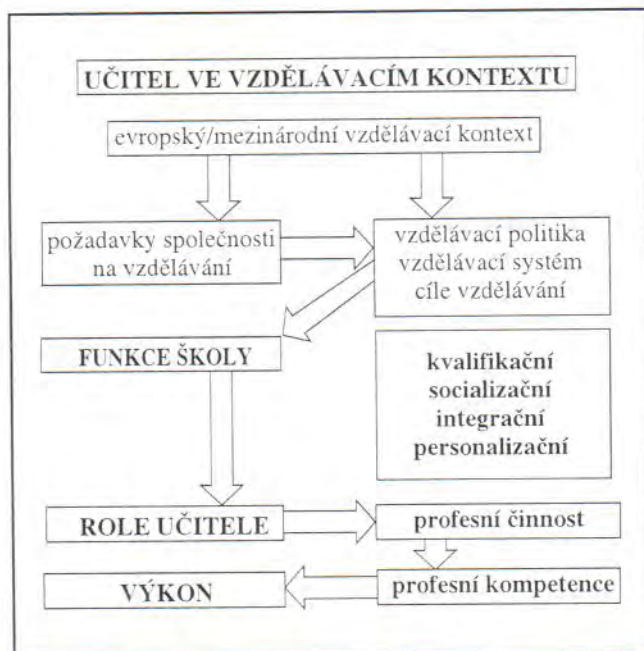 UČITEL VE VZDĚLÁVACÍM KONTEXTU
evropský/mezinárodní vzdělávací kontext
požadavky společnosti
na vzdělávání
vzdělávací politika
vzdělávací systém
cíle vzdělávání
FUNKCE ŠKOLY
kvalifikační
socializační
integrační
personalizační
ROLE UČITELE
profesní činnost
VÝKON
profesní kompetence